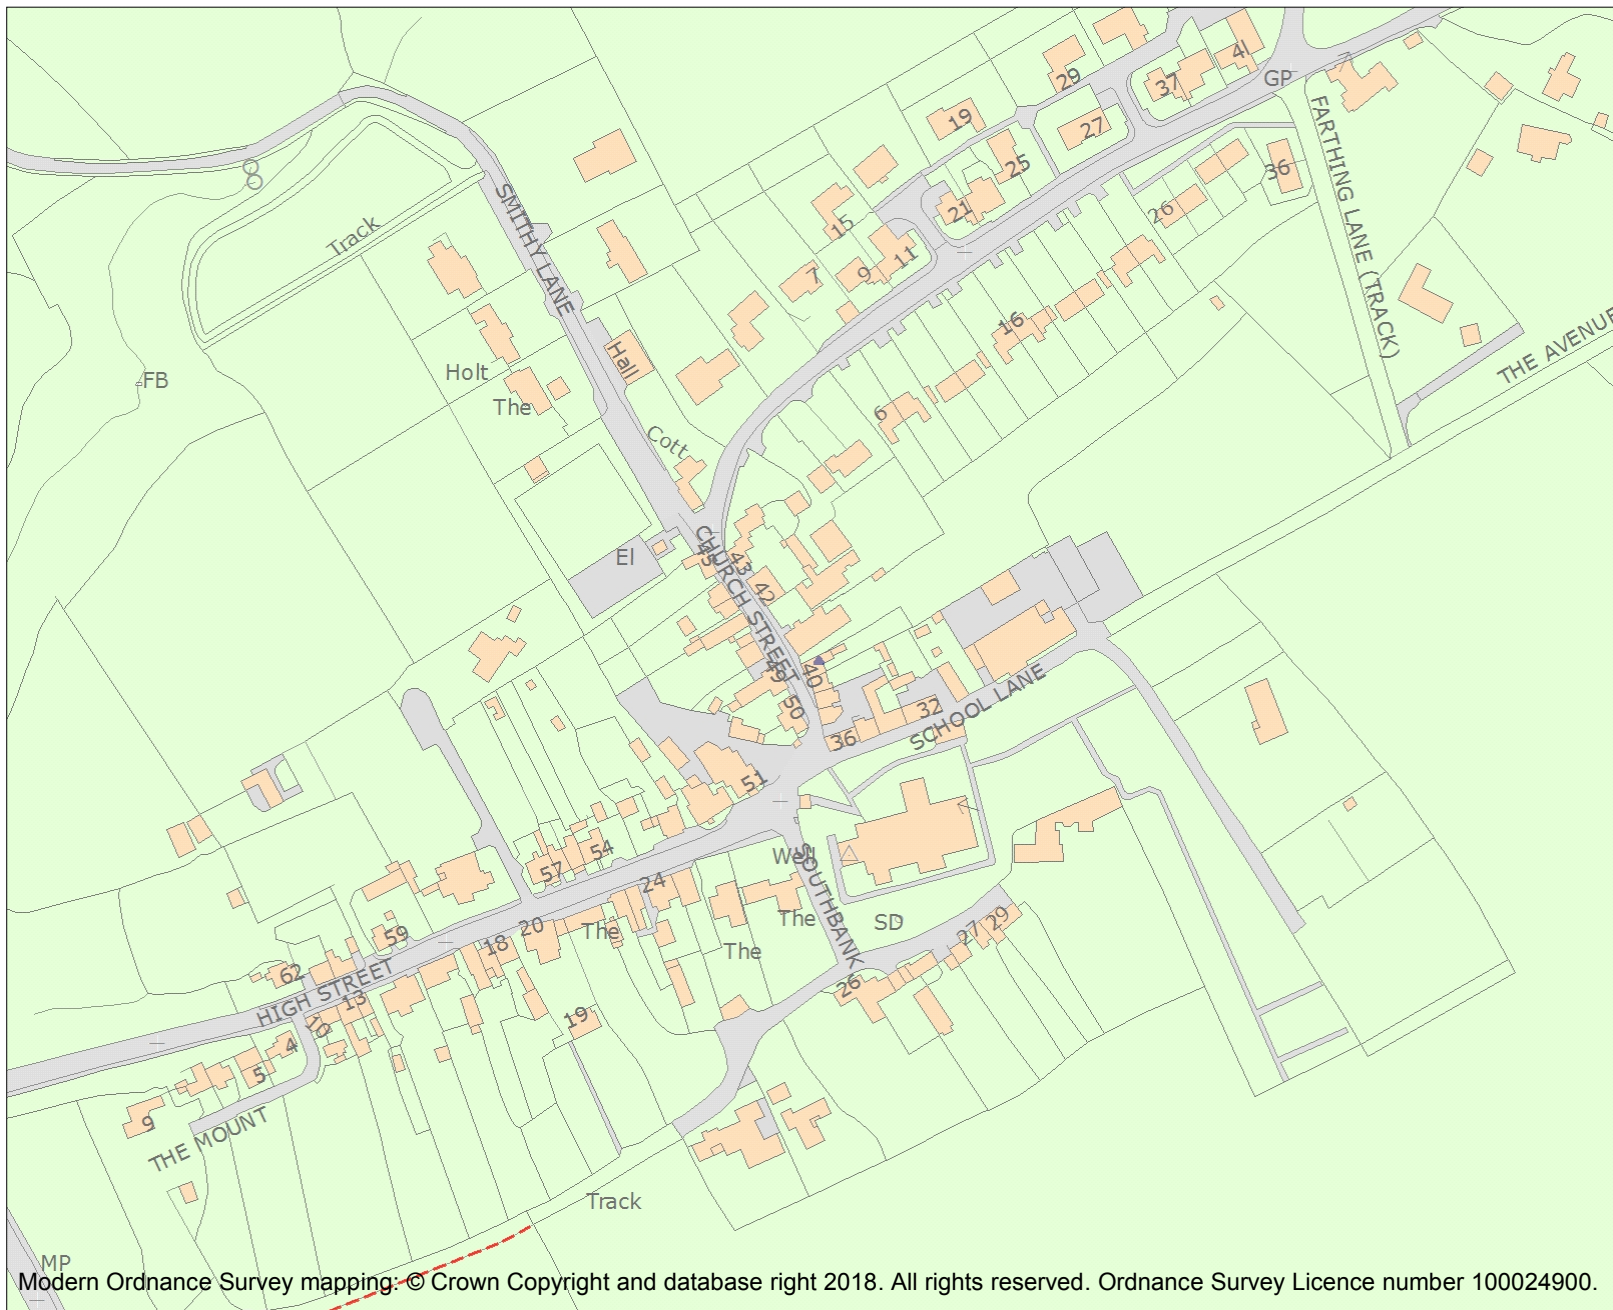 41
29
GP
37
19
27
FARTHING LANE (TRACK)
25
36
SMITHY LANE
21
26
Track
15
11
9
7
16
THE AVENUE
Hall
FB
Holt
The
6
Cott
CHURCH STREET
45
43
El
42
49
40
50
32
SCHOOL LANE
36
51
54
Well
57
SOUTHBANK
24
The
The
SD
20
27
29
59
18
The
62
26
HIGH STREET
13
19
10
4
5
9
THE MOUNT
Track
MP
Modern Ordnance Survey mapping: © Crown Copyright and database right 2018. All rights reserved. Ordnance Survey Licence number 100024900.